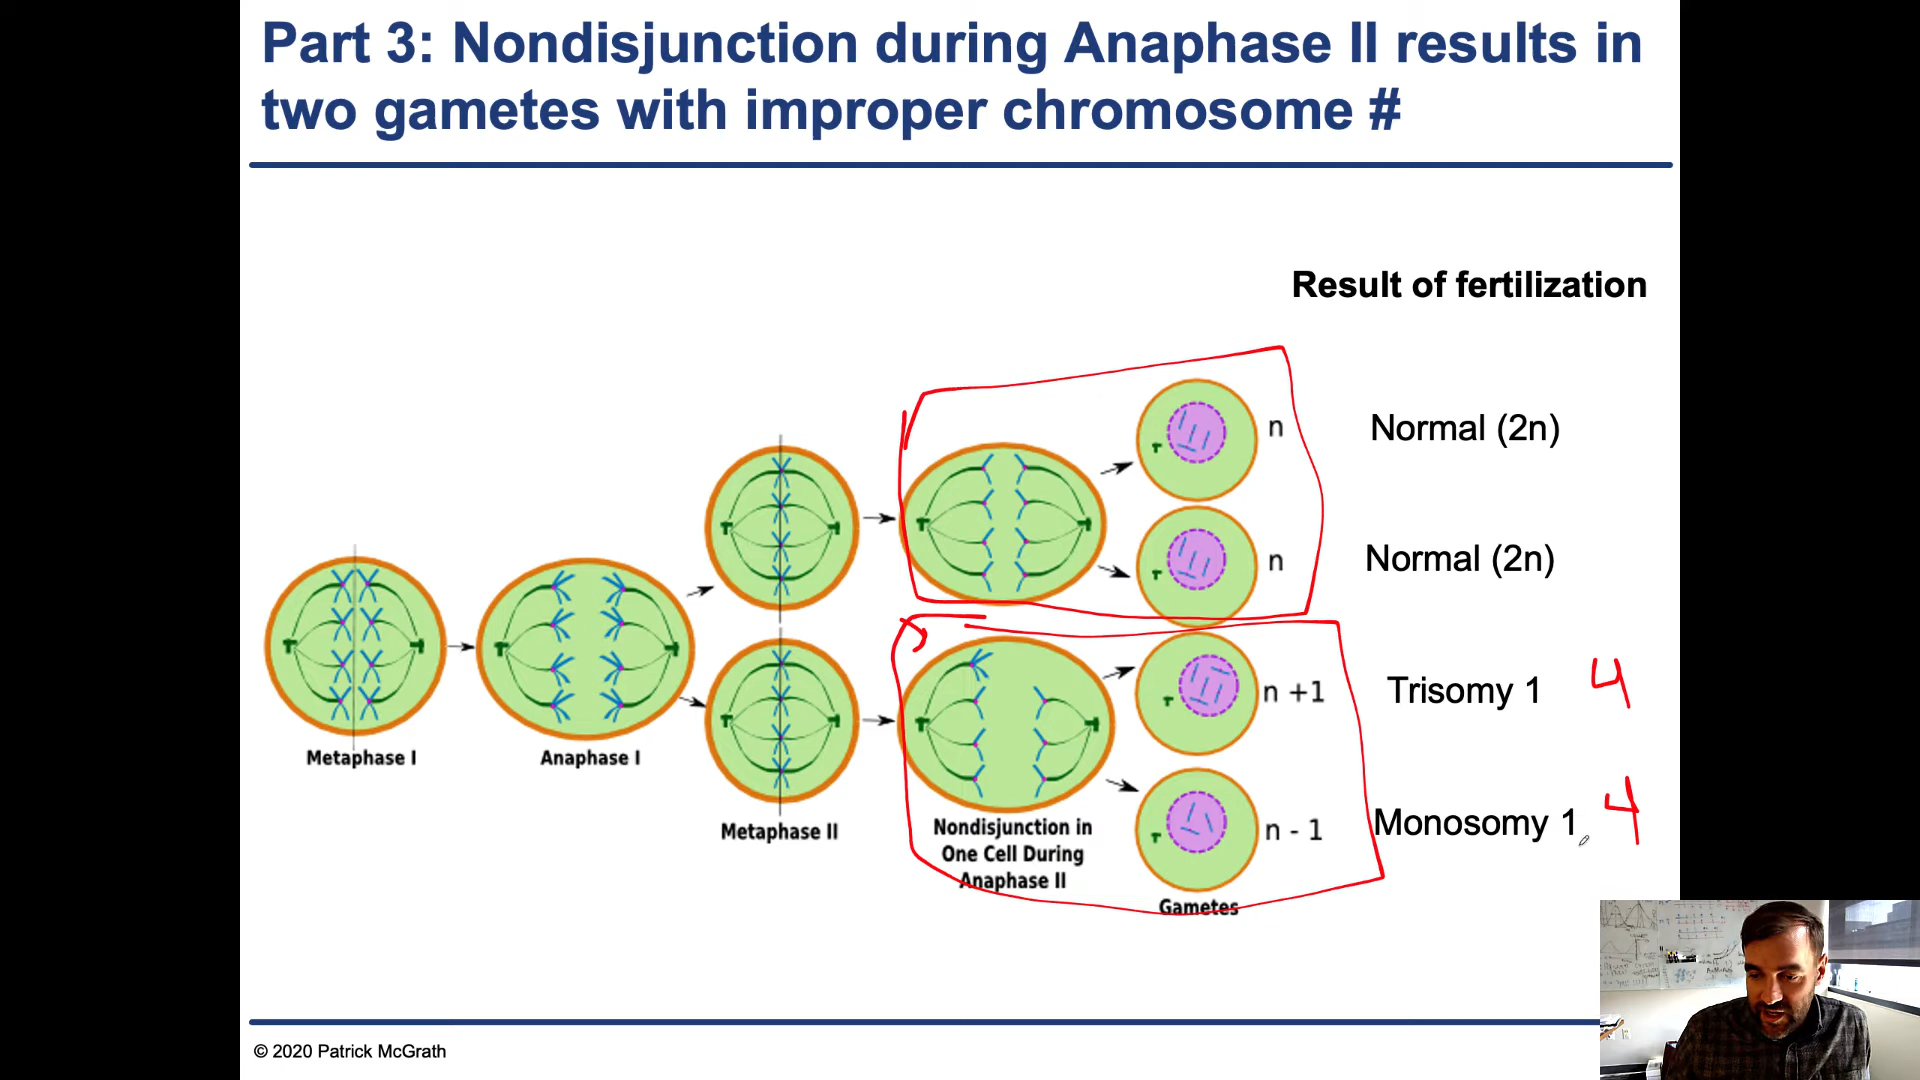 Part 3: Nondisjunction during Anaphase II results in
two gametes with improper chromosome #
Result of fertilization
n
Normal (2n)
n
Normal (2n)
n +1
Trisomy 1
4
n - 1
Monosomy 1
4
Metaphase I
Anaphase I
Metaphase II
Nondisjunction in
One Cell During
Anaphase II
Gametes
© 2020 Patrick McGrath